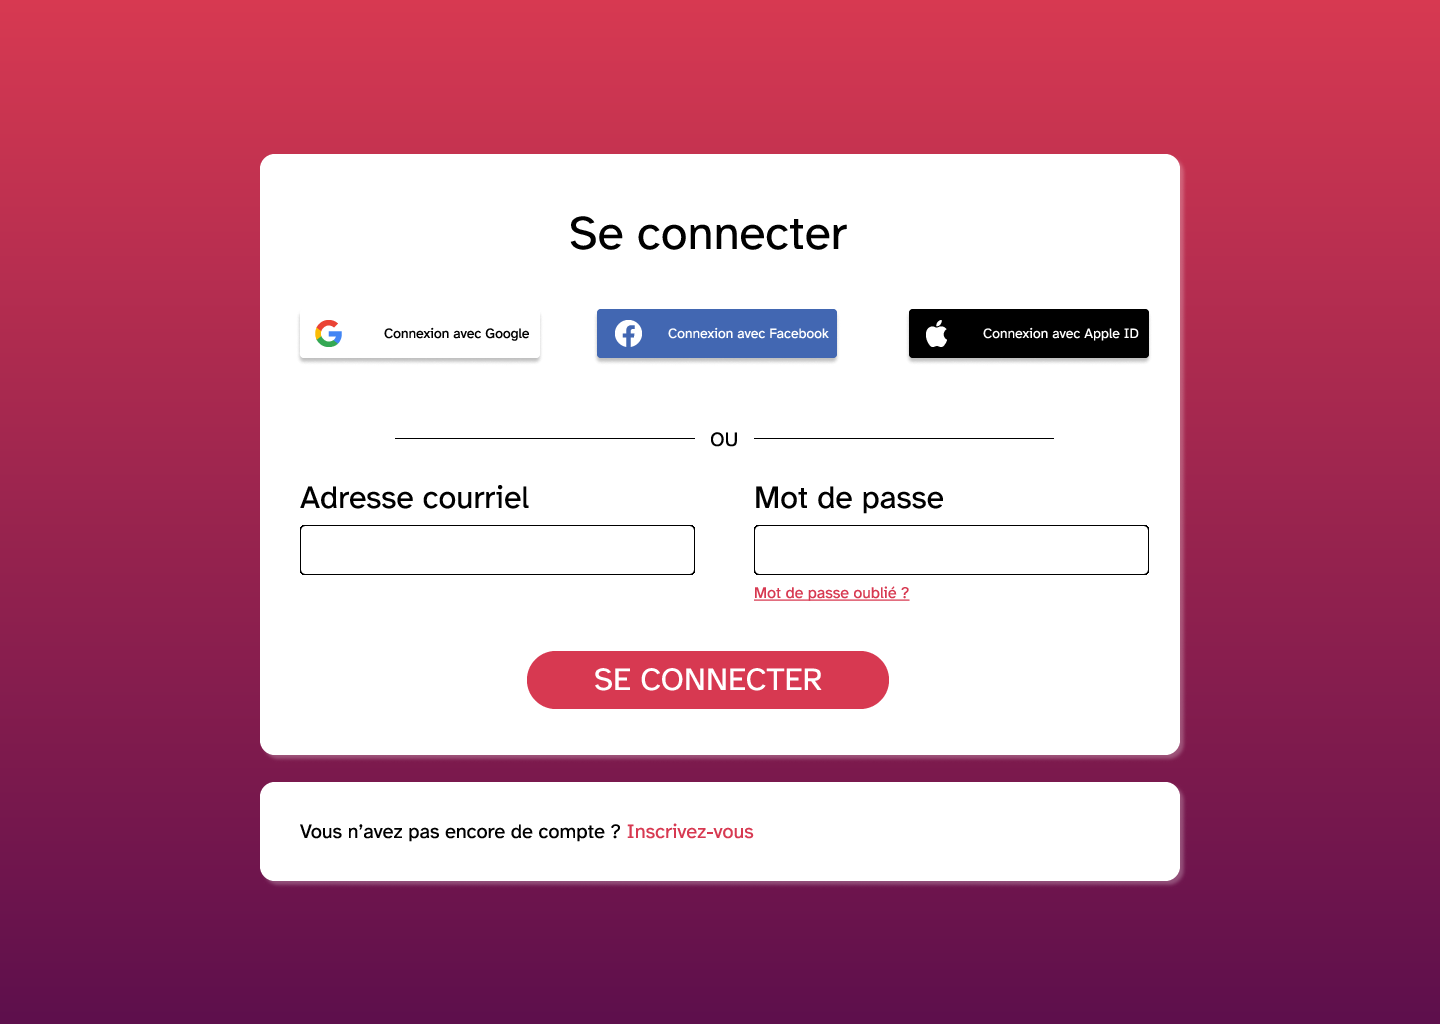 Se connecter
Connexion avec Google
Connexion avec Facebook
Connexion avec Apple ID
OU
Adresse courriel
Mot de passe
Mot de passe oublié ?
SE CONNECTER
Vous n’avez pas encore de compte ? Inscrivez-vous